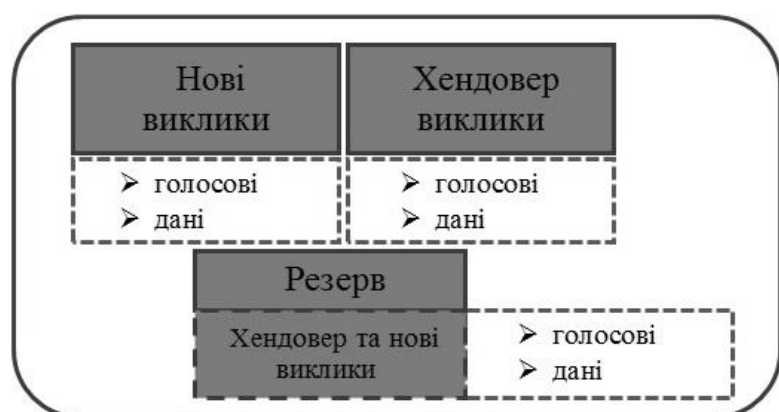 Нові
виклики
Хендовер
виклики
➢ голосові
➢ дані
➢ голосові
➢ дані
Резерв
Хендовер та нові
виклики
➢ голосові
➢ дані